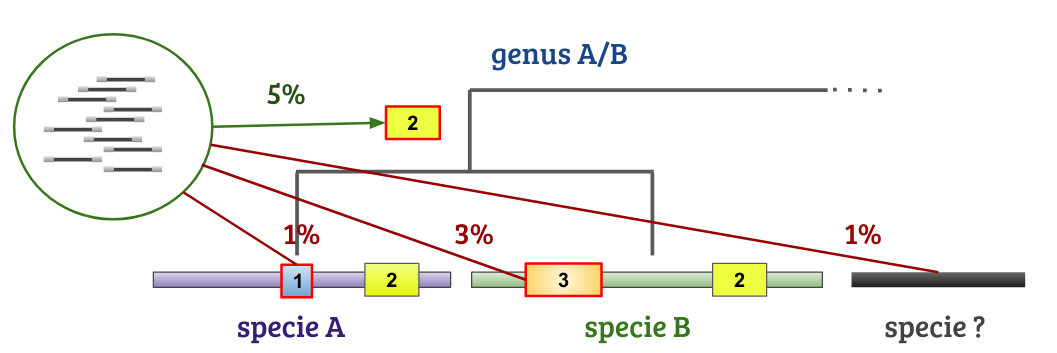 genus A/B
5%
2
1%
3%
1%
1
2
3
2
specie A
specie B
specie ?